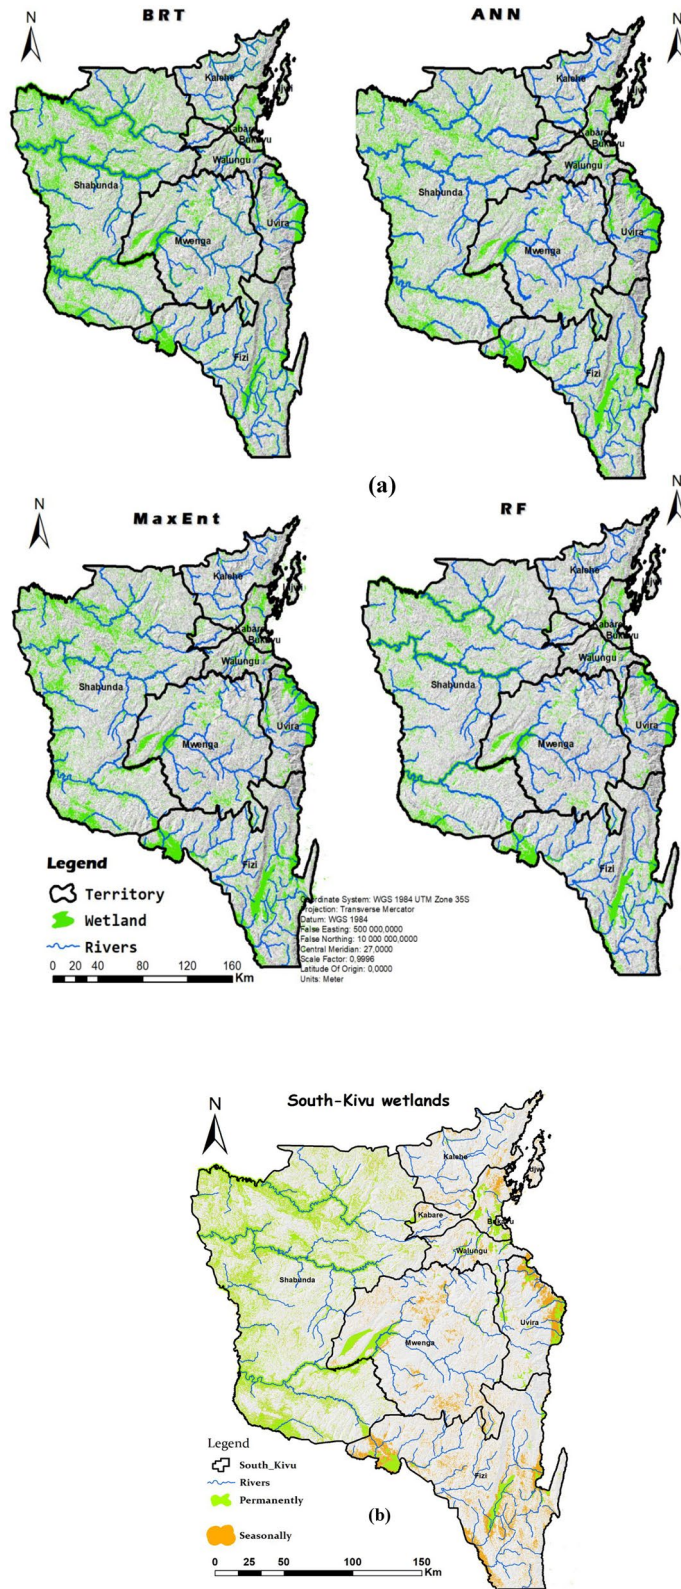 BRT
ANN
N
N
Kalehe
Idjwi
Kabare
Bukavu
Walungu
Shabunda
Uvira
Mwenga
Fizi
Kalehe
Kabare
Bukavu
Walungu
Shabunda
Uvira
Mwenga
Fizi
(a)
MaxEnt
RF
N
N
Kalehe
Kabare
Bukavu
Walungu
Shabunda
Uvira
Mwenga
Fizi
Kalehe
Kabare
Bukavu
Walungu
Shabunda
Uvira
Mwenga
Fizi
Legend
Territory
Wetland
Rivers
0 20 40 80 120 160
Km
Coordinate System: WGS 1984 UTM Zone 35S
Projection: Transverse Mercator
Datum: WGS 1984
False Easting: 500 000,0000
False Northing: 10 000 000,0000
Central Meridian: 27,0000
Scale Factor: 0,9996
Latitude Of Origin: 0,0000
Units: Meter
South-Kivu wetlands
N
Kalehe
Kabare
Bukavu
Walungu
Shabunda
Uvira
Mwenga
Fizi
Legend
South_Kivu
Rivers
Permanently
Seasonally
(b)
0 25 50 100 150
Km